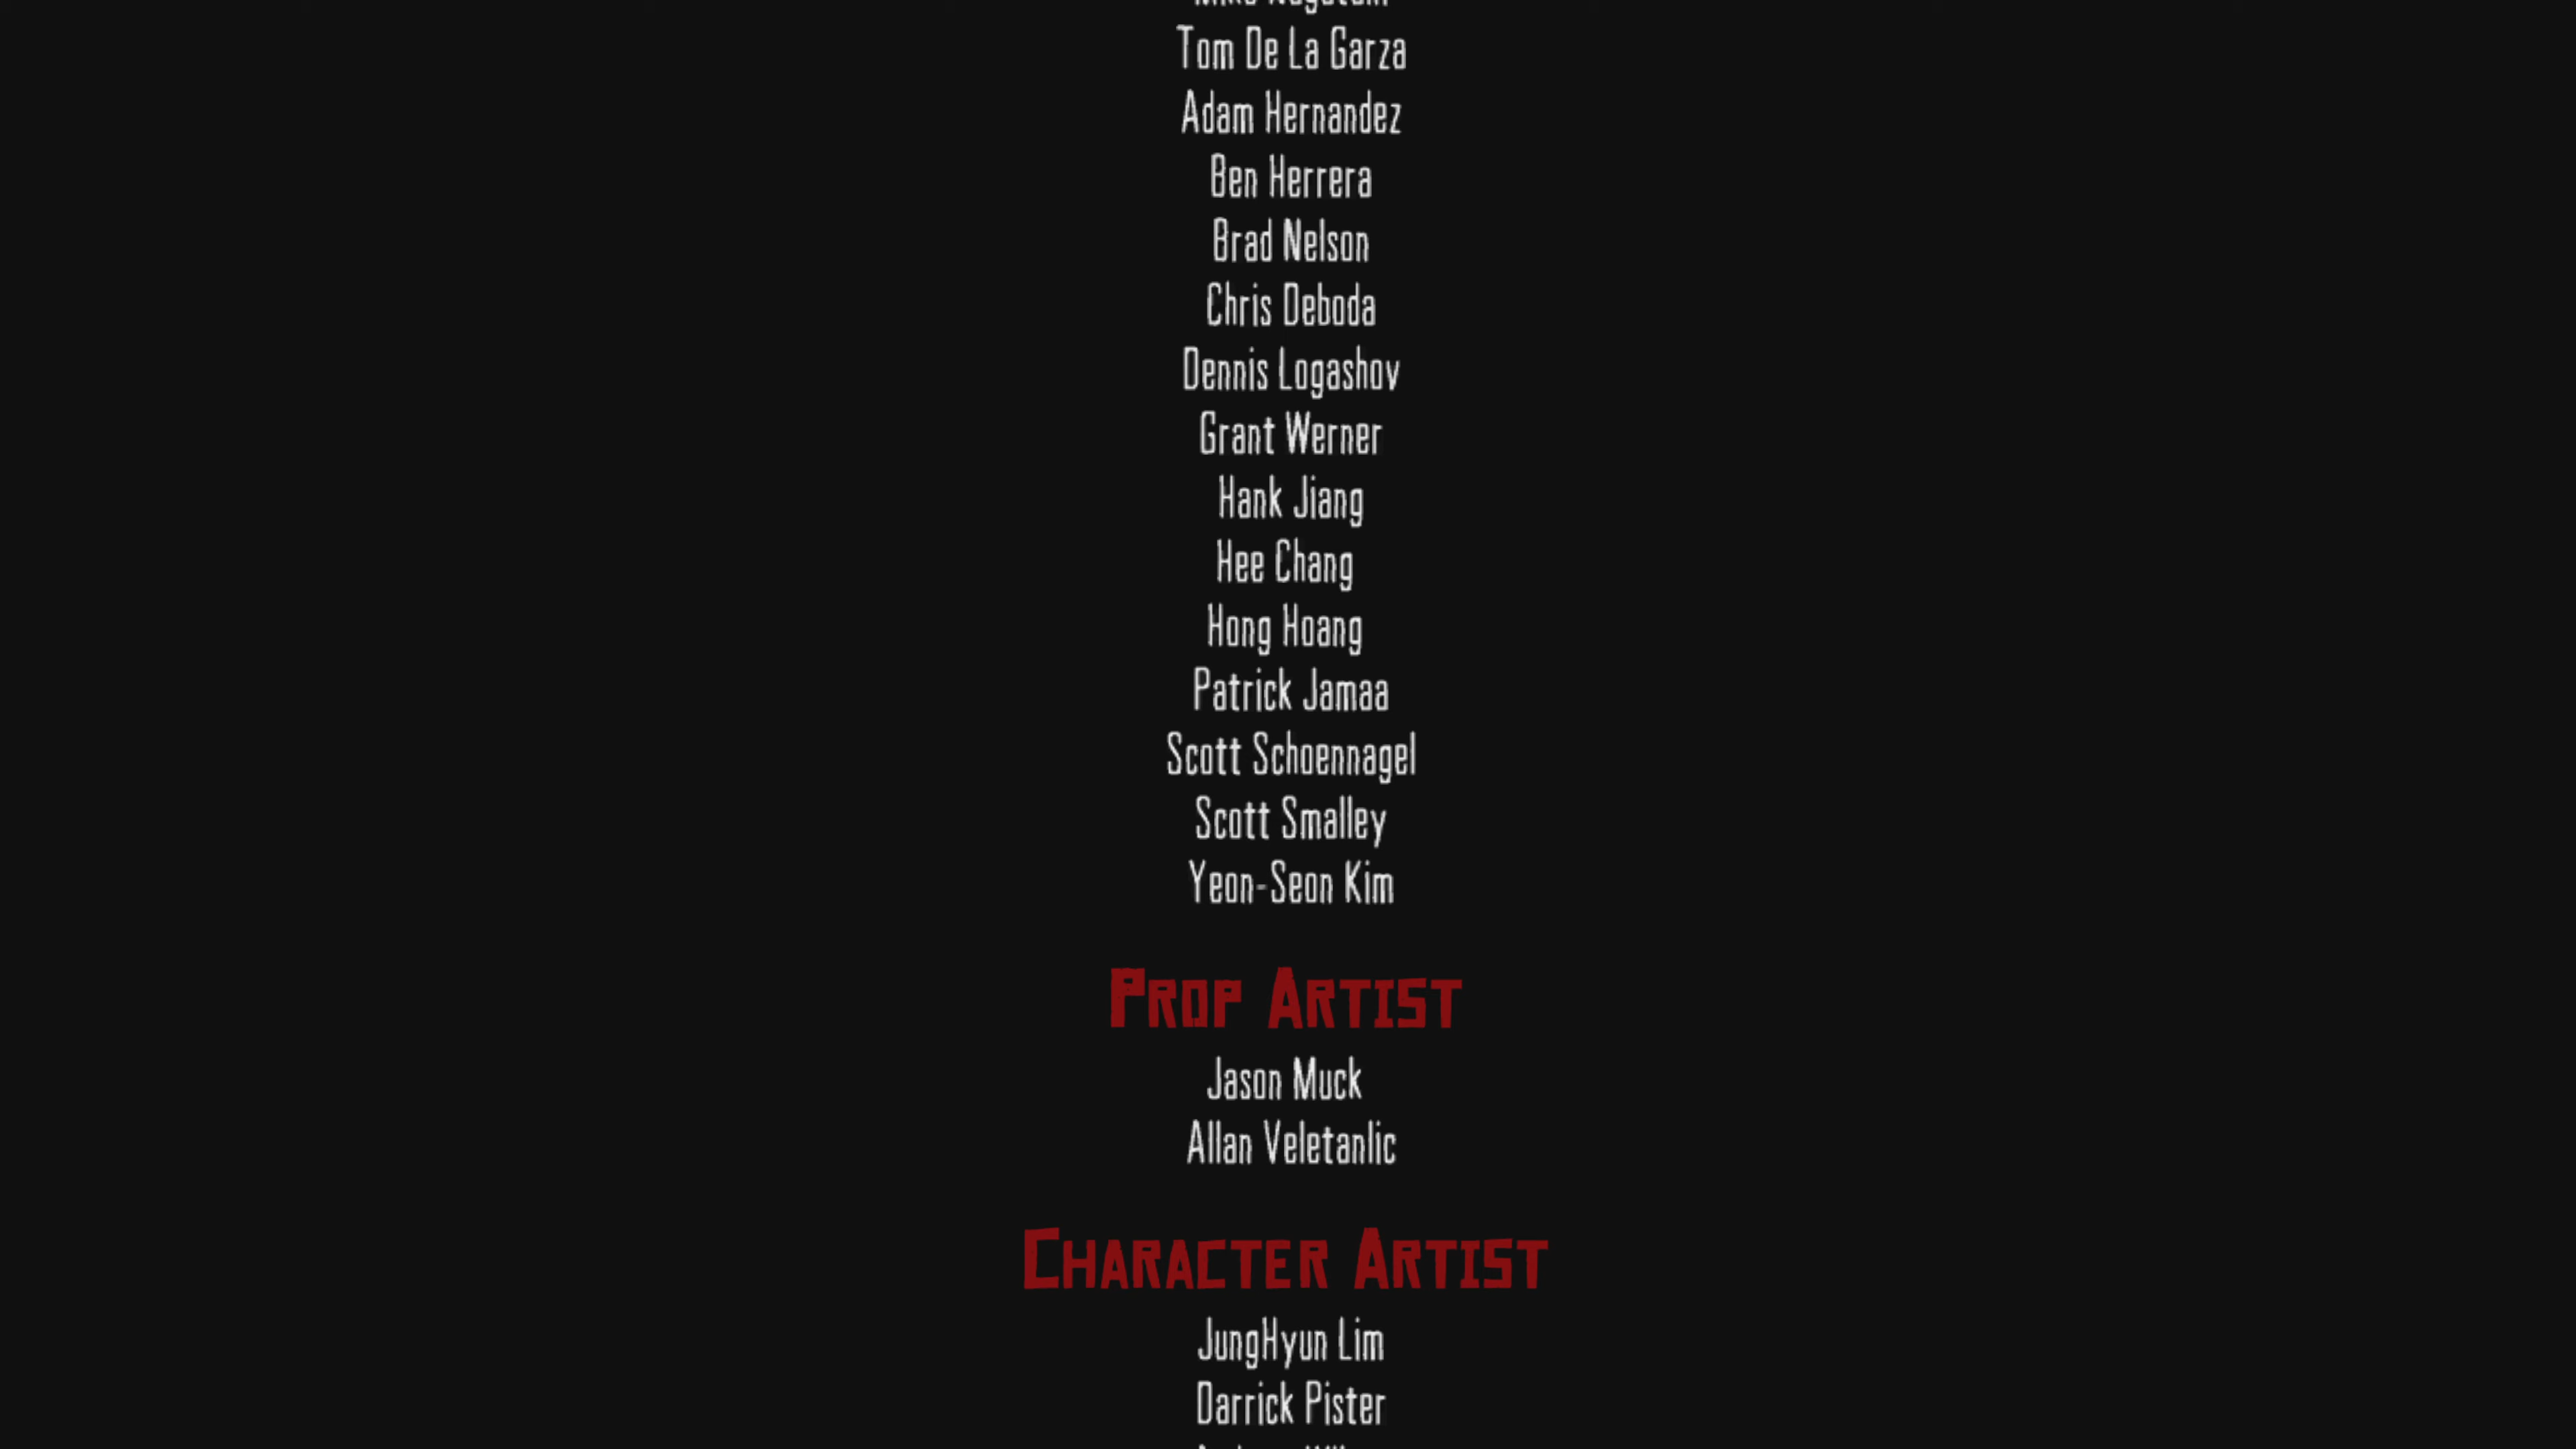 Tom De La Garza
Adam Hernandez
Ben Herrera
Brad Nelson
Chris Deboda
Dennis Logashov
Grant Werner
Hank Jiang
Hee Chang
Hong Hoang
Patrick Jamaa
Scott Schoennagel
Scott Smalley
Yeon-Seon Kim
Prop Artist
Jason Muck
Allan Veletanlic
Character Artist
JungHyun Lim
Darrick Pister